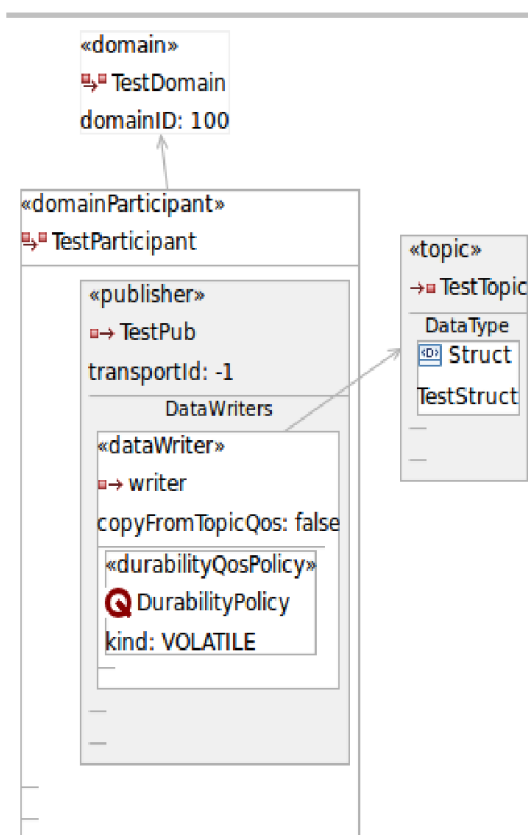 «domain»
TestDomain
domainID: 100
«domainParticipant»
TestParticipant
«publisher»
TestPub
transportId: -1
DataWriters
«dataWriter»
writer
copyFromTopicQos: false
«durabilityQosPolicy»
Q DurabilityPolicy
kind: VOLATILE
«topic»
TestTopic
DataType
«D» Struct
TestStruct